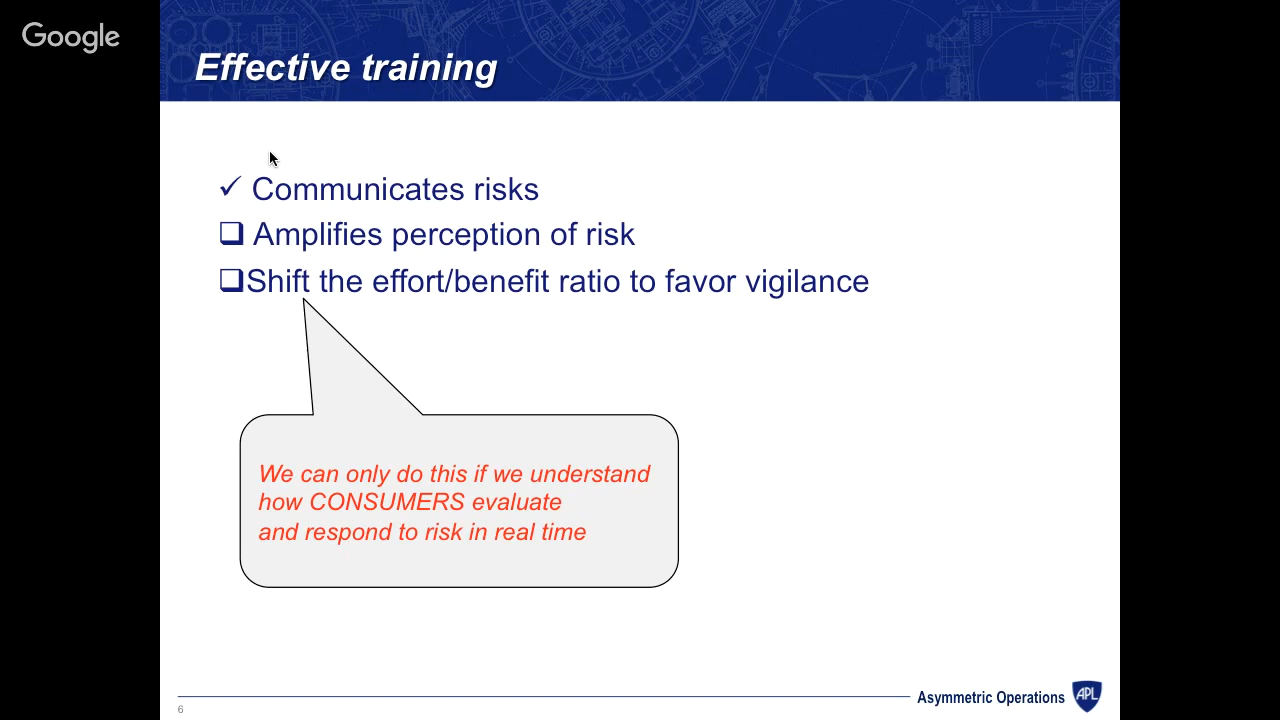 Google
Effective training
✓ Communicates risks
❑ Amplifies perception of risk
❑Shift the effort/benefit ratio to favor vigilance
We can only do this if we understand
how CONSUMERS evaluate
and respond to risk in real time
Asymmetric Operations
APL
6